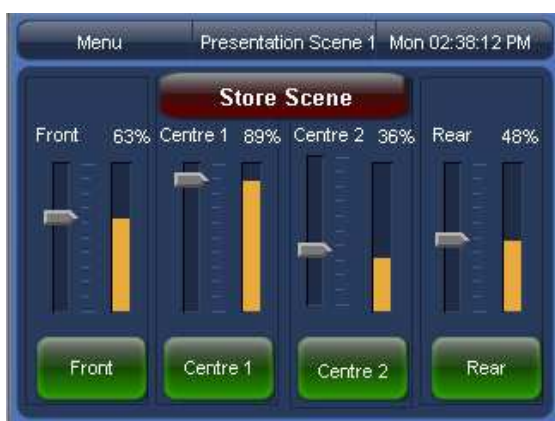 Menu Presentation Scene 1 Mon 02:38:12 PM
Store Scene
Front 63% Centre 1 89% Centre 2 36% Rear 48%
Front Centre 1 Centre 2 Rear